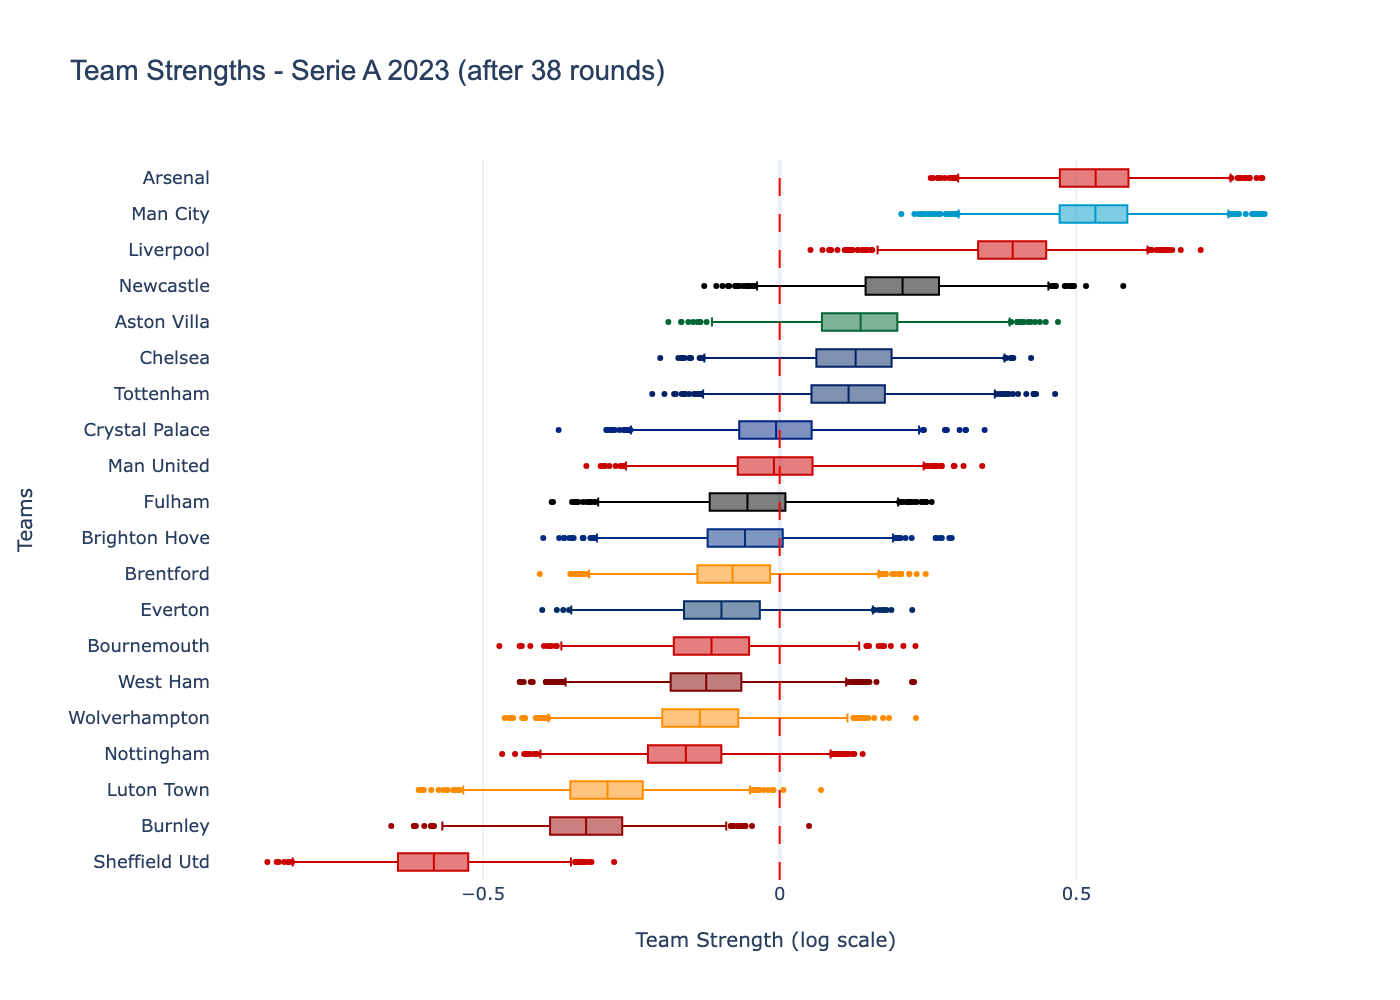 Team Strengths - Serie A 2023 (after 38 rounds)
Teams
Arsenal
Man City
Liverpool
Newcastle
Aston Villa
Chelsea
Tottenham
Crystal Palace
Man United
Fulham
Brighton Hove
Brentford
Everton
Bournemouth
West Ham
Wolverhampton
Nottingham
Luton Town
Burnley
Sheffield Utd
−0.5 0 0.5
Team Strength (log scale)